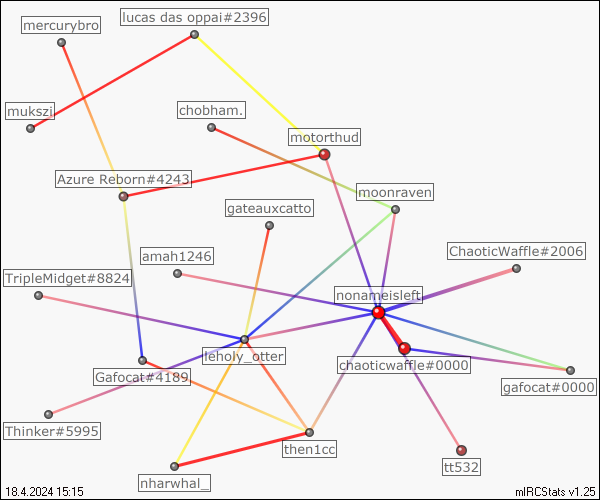 lucas das oppai#2396
mercurybro
mukszi
chobham.
motorthud
Azure Reborn#4243
moonraven
gateauxcatto
ChaoticWaffle#2006
amah1246
TripleMidget#8824
nonameisleft
lenoly_otter
chaoticwaffle#0000
Gafocat#4189
gafocat#0000
Thinker#5995
then1cc
tt532
nharwhal_
18.4.2024 15:15
mIRCStats v1.25